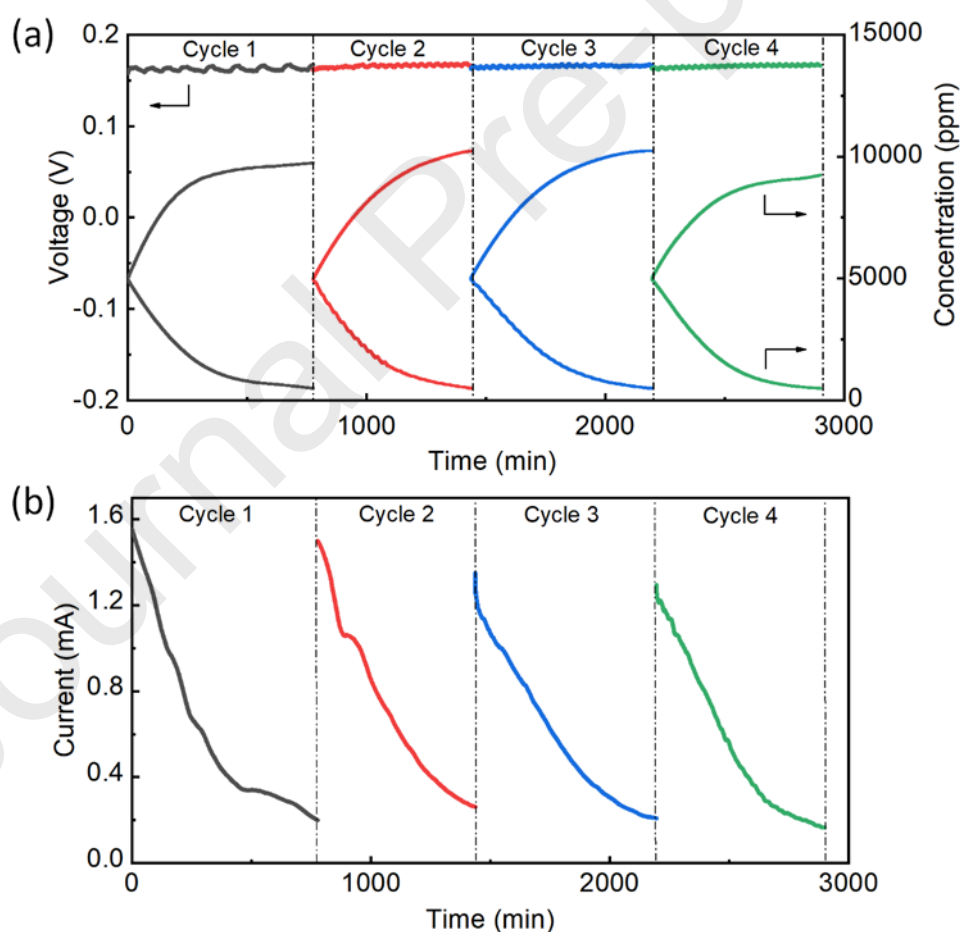 (a)
0.2
0.1
0.0
-0.1
-0.2
Voltage (V)
Cycle 1
Cycle 2
Cycle 3
Cycle 4
15000
10000
5000
0
Concentration (ppm)
0
1000
2000
3000
Time (min)
(b)
1.6
1.2
0.8
0.4
0.0
Current (mA)
Cycle 1
Cycle 2
Cycle 3
Cycle 4
0
1000
2000
3000
Time (min)
Journal Pre-p